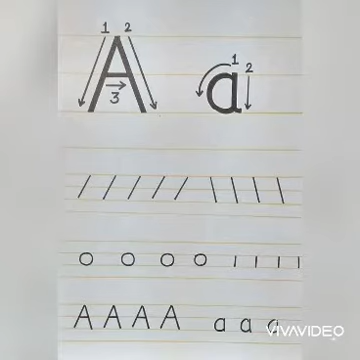 1 2
A
3
1 2
a
/ / / / / \ \ \ \
O O O O | | | |
A A A A a a a
VIVAVIDEO